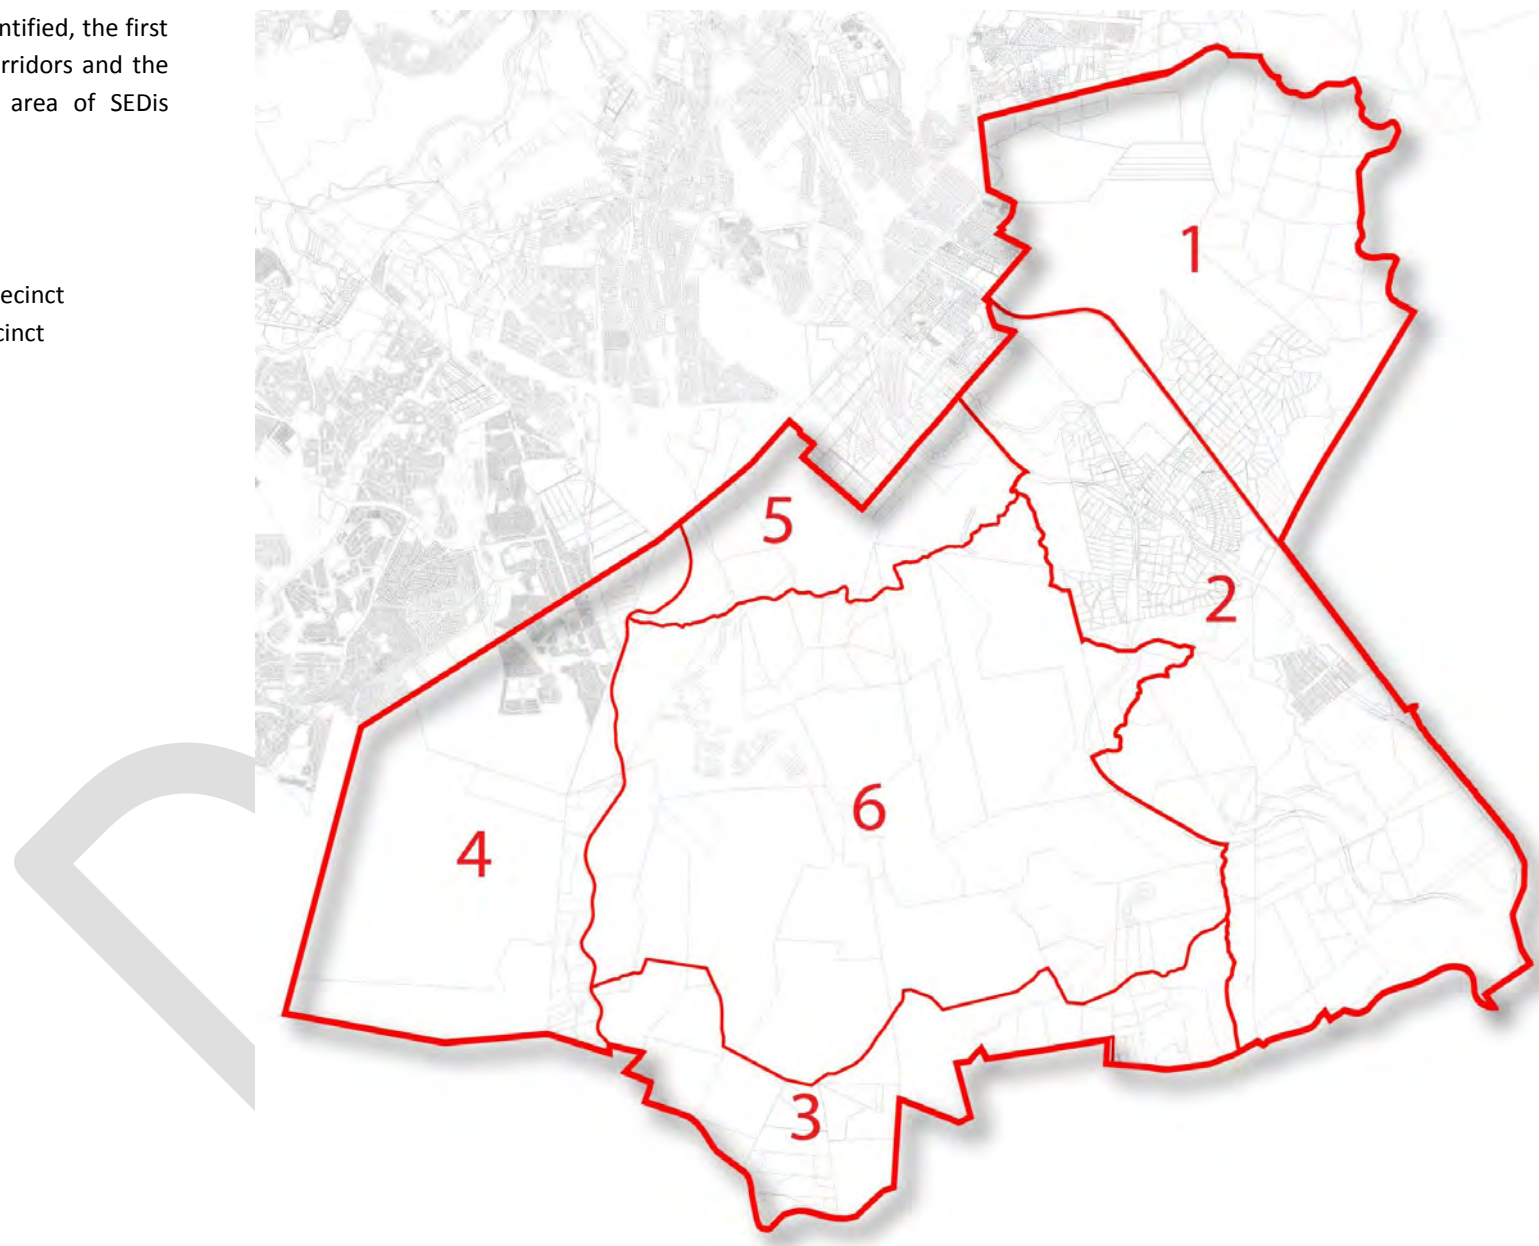 ntified, the first
rridors and the
area of SEDis
ecinct
cinct
1
5
2
6
4
3